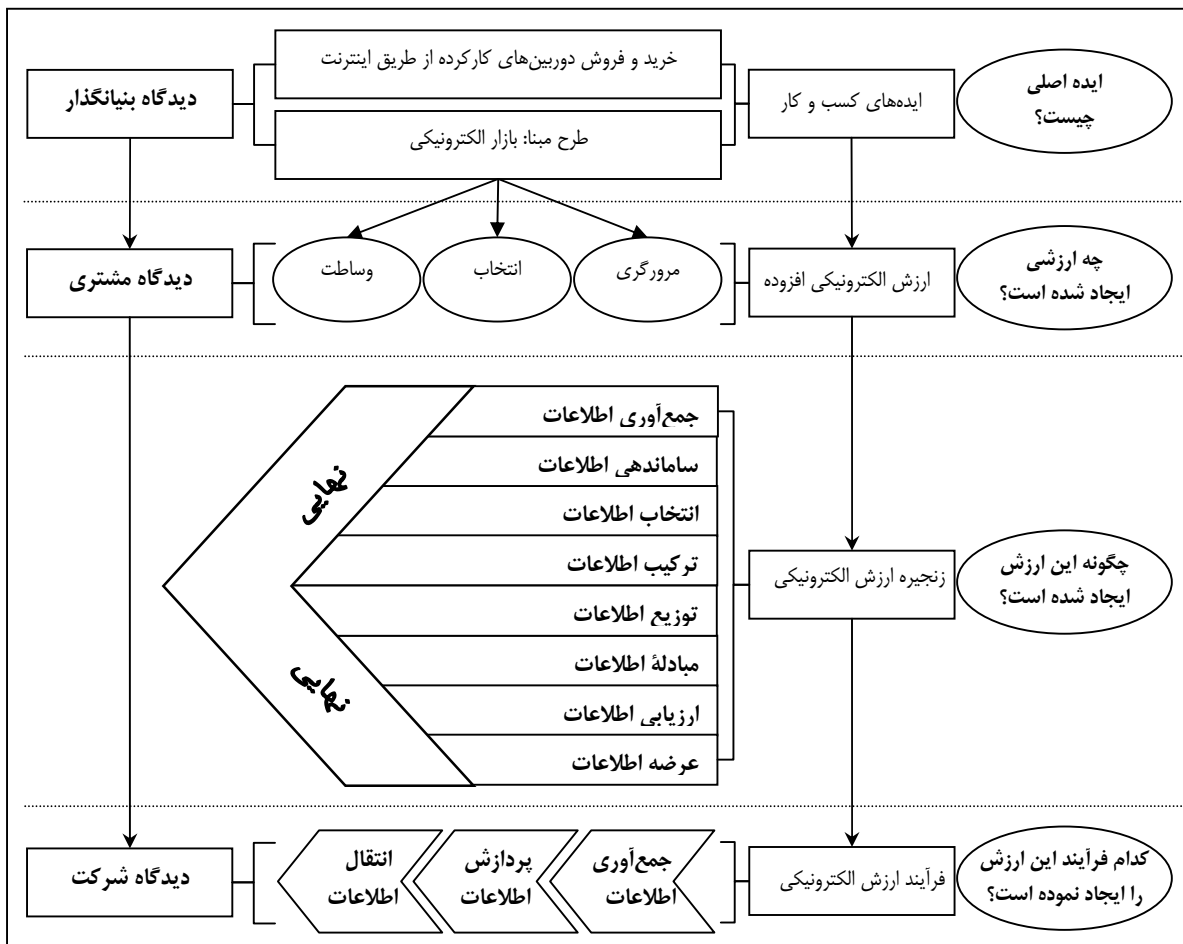 ایده اصلی
چیست؟
ایده‌های کسب و کار
خرید و فروش دوربین‌های کارکرده از طریق اینترنت
طرح مبنا: بازار الکترونیکی
دیدگاه بنیانگذار
چه ارزشی
ایجاد شده است؟
ارزش الکترونیکی افزوده
مرورگری
انتخاب
وساطت
دیدگاه مشتری
چگونه این ارزش
ایجاد شده است؟
زنجیره ارزش الکترونیکی
جمع‌آوری اطلاعات
ساماندهی اطلاعات
انتخاب اطلاعات
ترکیب اطلاعات
توزیع اطلاعات
مبادلۀ اطلاعات
ارزیابی اطلاعات
عرضه اطلاعات
نهایی
نهایی
کدام فرآیند این ارزش
را ایجاد نموده است؟
فرآیند ارزش الکترونیکی
جمع‌آوری
اطلاعات
پردازش
اطلاعات
انتقال
اطلاعات
دیدگاه شرکت